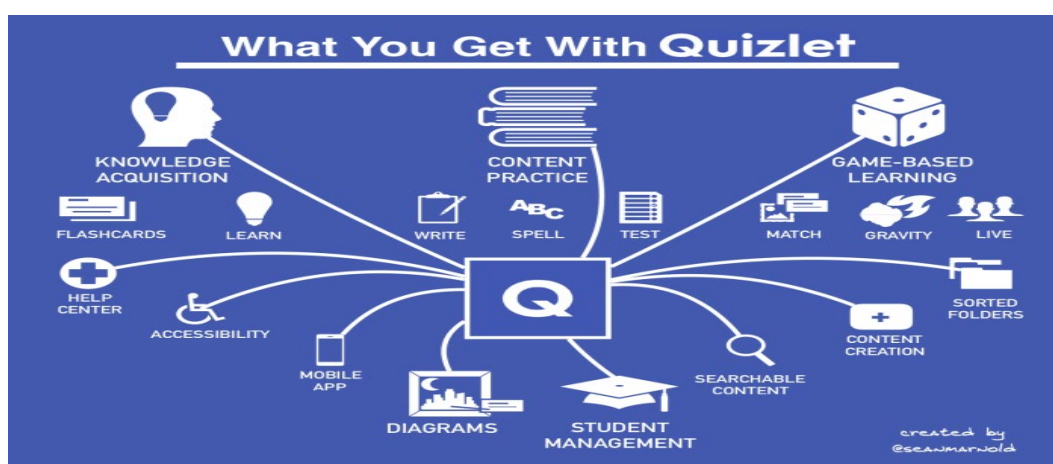 What You Get With Quizlet
KNOWLEDGE
ACQUISITION
CONTENT
PRACTICE
GAME-BASED
LEARNING
FLASHCARDS
LEARN
WRITE
ABC
SPELL
TEST
MATCH
GRAVITY
LIVE
HELP
CENTER
ACCESSIBILITY
MOBILE
APP
Q
DIAGRAMS
STUDENT
MANAGEMENT
SEARCHABLE
CONTENT
CONTENT
CREATION
SORTED
FOLDERS
created by
@seanmarnold